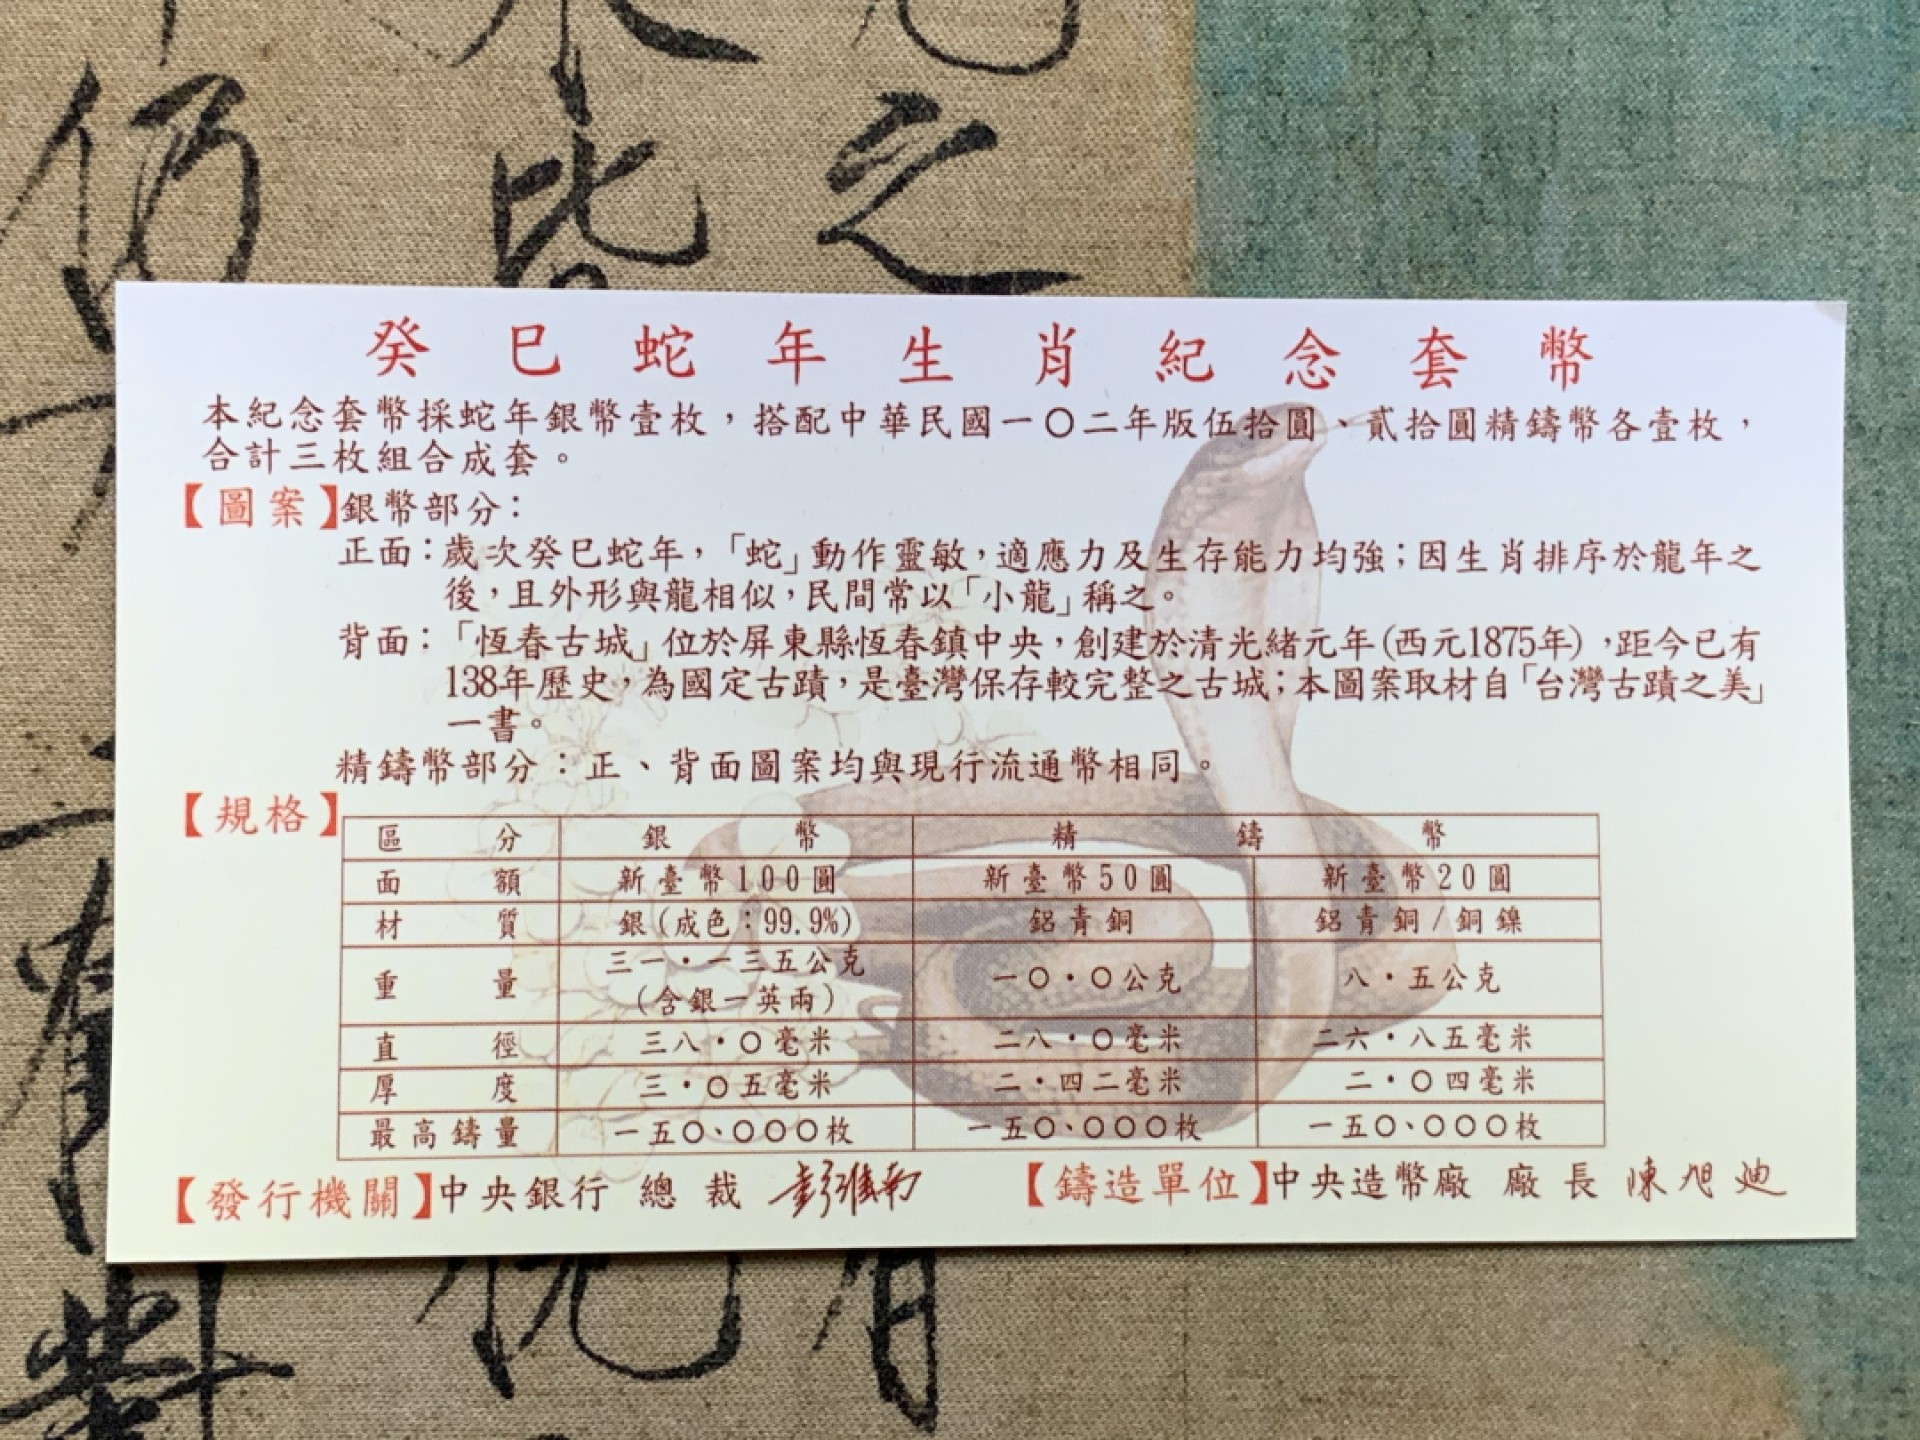 癸巳蛇年生肖紀念套幣
本紀念套幣採蛇年銀幣壹枚，搭配中華民國一〇二年版伍拾圓、貳拾圓精鑄幣各壹枚，
合計三枚組合成套。
【圖案】銀幣部分：
正面：歲次癸巳蛇年，「蛇」動作靈敏，適應力及生存能力均強；因生肖排序於龍年之
後，且外形與龍相似，民間常以「小龍」稱之。
背面：「恆春古城」位於屏東縣恆春鎮中央，創建於清光緒元年(西元1875年)，距今已有
138年歷史，為國定古蹟，是臺灣保存較完整之古城；本圖案取材自「台灣古蹟之美」
一書。
精鑄幣部分：正、背面圖案均與現行流通幣相同。
【規格】
區分 銀幣 精鑄幣
面額 新臺幣100圓 新臺幣50圓 新臺幣20圓
材質 銀(成色：99.9%) 鋁青銅 鋁青銅/銅鎳
重量 三一・一三五公克 一〇・〇公克 八・五公克
(含銀一英兩)
直徑 三八・〇毫米 二八・〇毫米 二六・八五毫米
厚度 三・〇五毫米 二・四二毫米 二・〇四毫米
最高鑄量 一五〇、〇〇〇枚 一五〇、〇〇〇枚 一五〇、〇〇〇枚
【發行機關】中央銀行 總裁 彭淮南 【鑄造單位】中央造幣廠 廠長 陳旭迪
之
皆